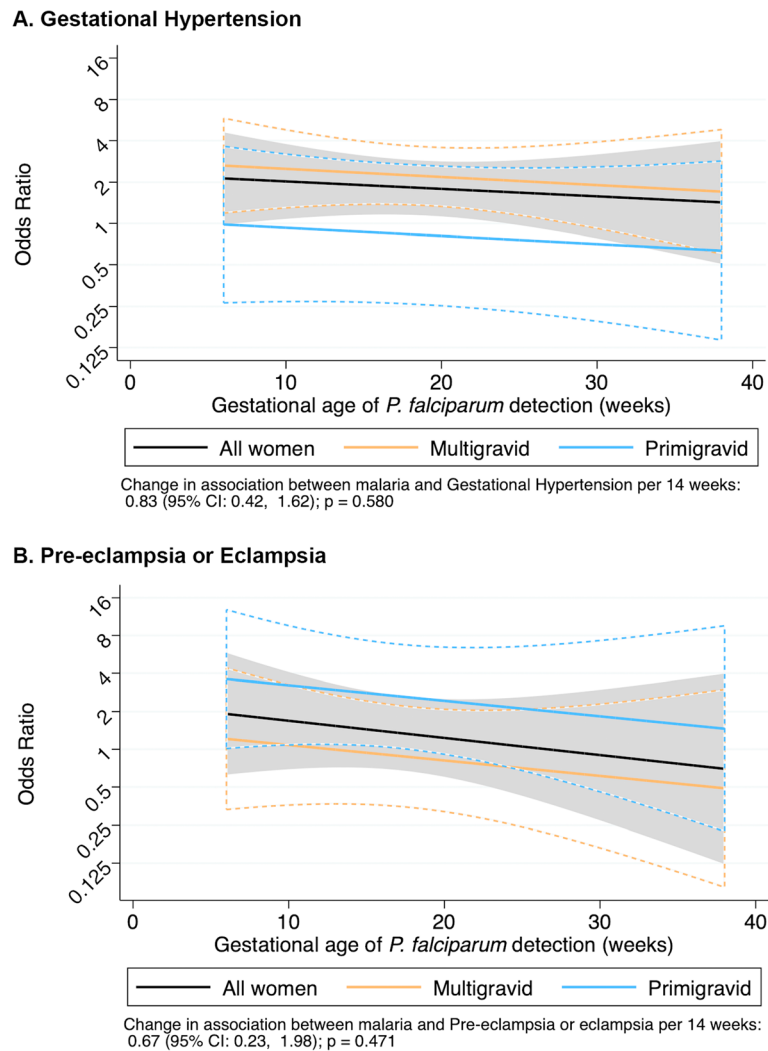 A. Gestational Hypertension
16
8
4
2
1
0.5
0.25
0.125
Odds Ratio
0 10 20 30 40
Gestational age of P. falciparum detection (weeks)
All women Multigravid Primigravid
Change in association between malaria and Gestational Hypertension per 14 weeks:
0.83 (95% CI: 0.42, 1.62); p = 0.580
B. Pre-eclampsia or Eclampsia
16
8
4
2
1
0.5
0.25
0.125
Odds Ratio
0 10 20 30 40
Gestational age of P. falciparum detection (weeks)
All women Multigravid Primigravid
Change in association between malaria and Pre-eclampsia or eclampsia per 14 weeks:
0.67 (95% CI: 0.23, 1.98); p = 0.471